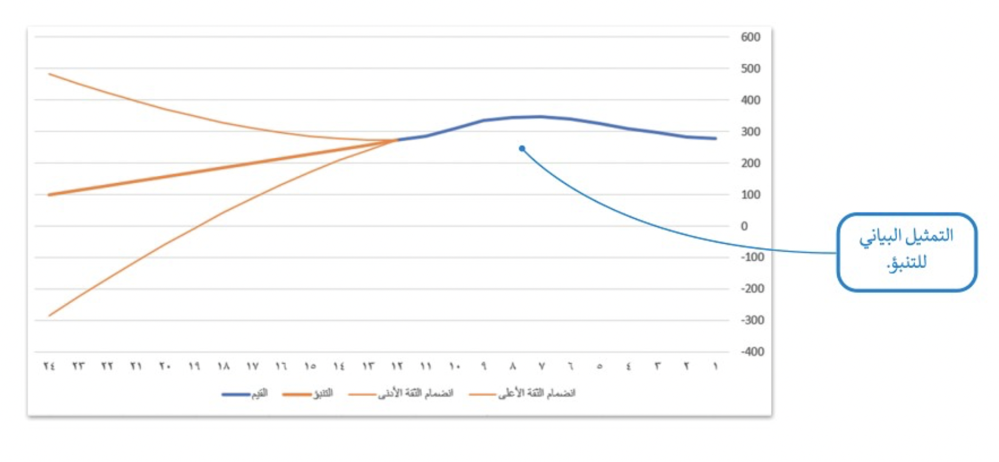 600
500
400
300
200
100
0
-100
-200
-300
-400
١ ٢ ٣ ٤ ٥ ٦ ٧ ٨ ٩ ١٠ ١١ ١٢ ١٣ ١٤ ١٥ ١٦ ١٧ ١٨ ١٩ ٢٠ ٢١ ٢٢ ٢٣ ٢٤
انضمام الثقة الأعلى انضمام الثقة الأدنى التنبؤ القيم
التمثيل البياني
للتنبؤ.